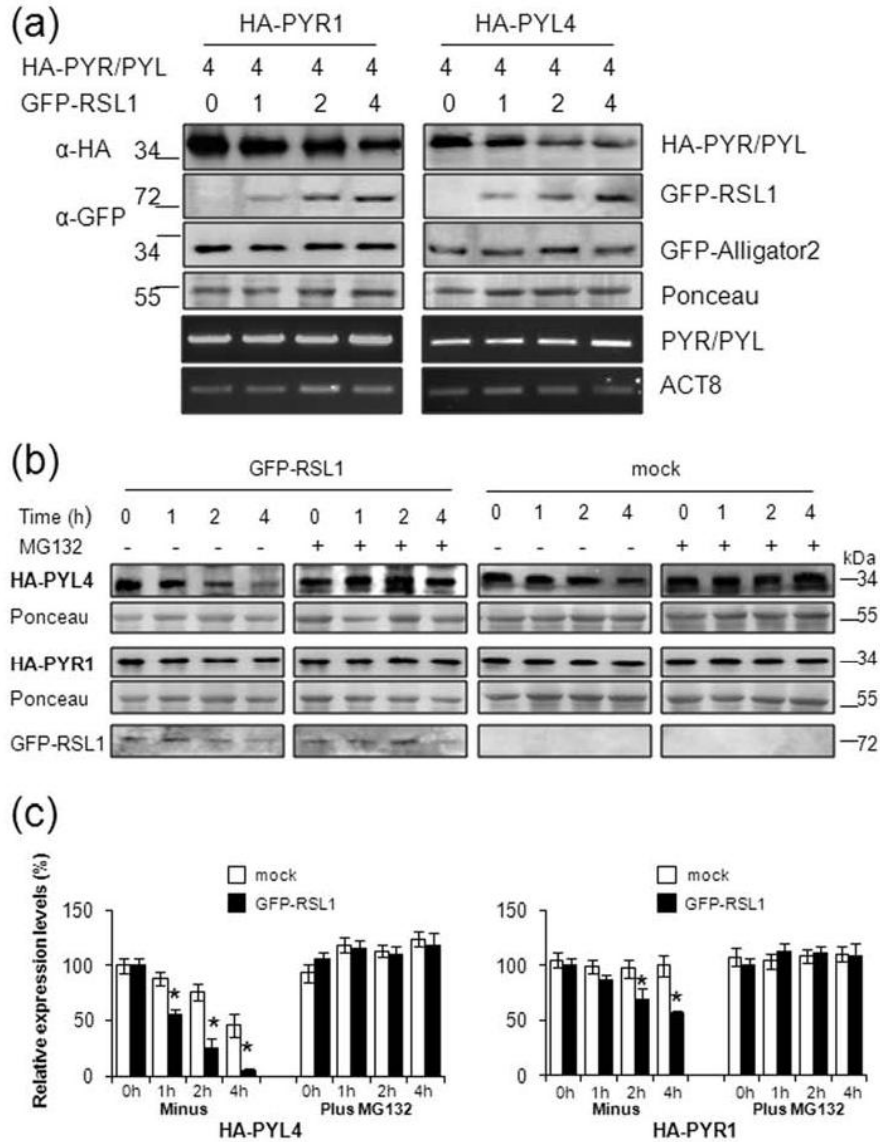 (a)
HA-PYR1 HA-PYL4
HA-PYR/PYL 4 4 4 4 4 4 4 4
GFP-RSL1 0 1 2 4 0 1 2 4
α-HA 34 HA-PYR/PYL
72 GFP-RSL1
α-GFP
34 GFP-Alligator2
55 Ponceau
PYR/PYL
ACT8
(b)
GFP-RSL1 mock
Time (h) 0 1 2 4 0 1 2 4 0 1 2 4 0 1 2 4
MG132 - - - - + + + + - - - - + + + +
kDa
HA-PYL4 34
Ponceau 55
HA-PYR1 34
Ponceau 55
GFP-RSL1 72
(c)
Relative expression levels (%)
mock mock
GFP-RSL1 GFP-RSL1
150 150
100 100
* * * * *
50 50
0 0
0h 1h 2h 4h 0h 1h 2h 4h 0h 1h 2h 4h 0h 1h 2h 4h
Minus Plus MG132 Minus Plus MG132
HA-PYL4 HA-PYR1